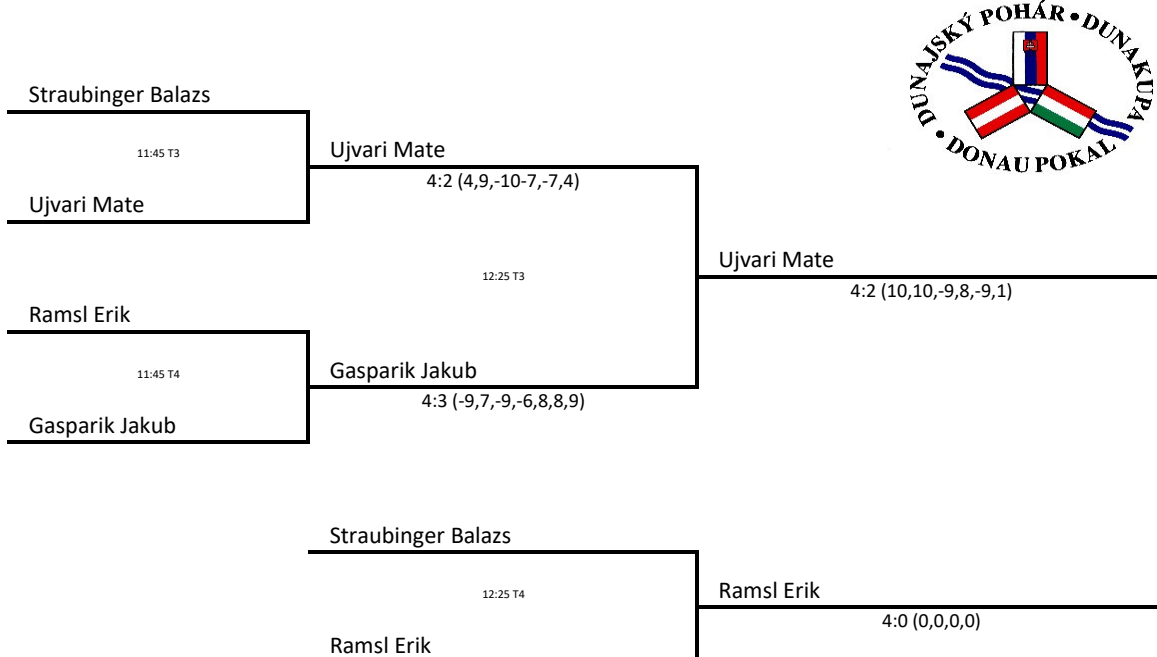 DUNAJSKÝ POHÁR • DUNAKUPA
• DONAU POKAL
Straubinger Balazs
11:45 T3
Ujvari Mate
Ujvari Mate
4:2 (4,9,-10-7,-7,4)
12:25 T3
Ujvari Mate
4:2 (10,10,-9,8,-9,1)
Ramsl Erik
11:45 T4
Gasparik Jakub
Gasparik Jakub
4:3 (-9,7,-9,-6,8,8,9)
Straubinger Balazs
12:25 T4
Ramsl Erik
Ramsl Erik
4:0 (0,0,0,0)